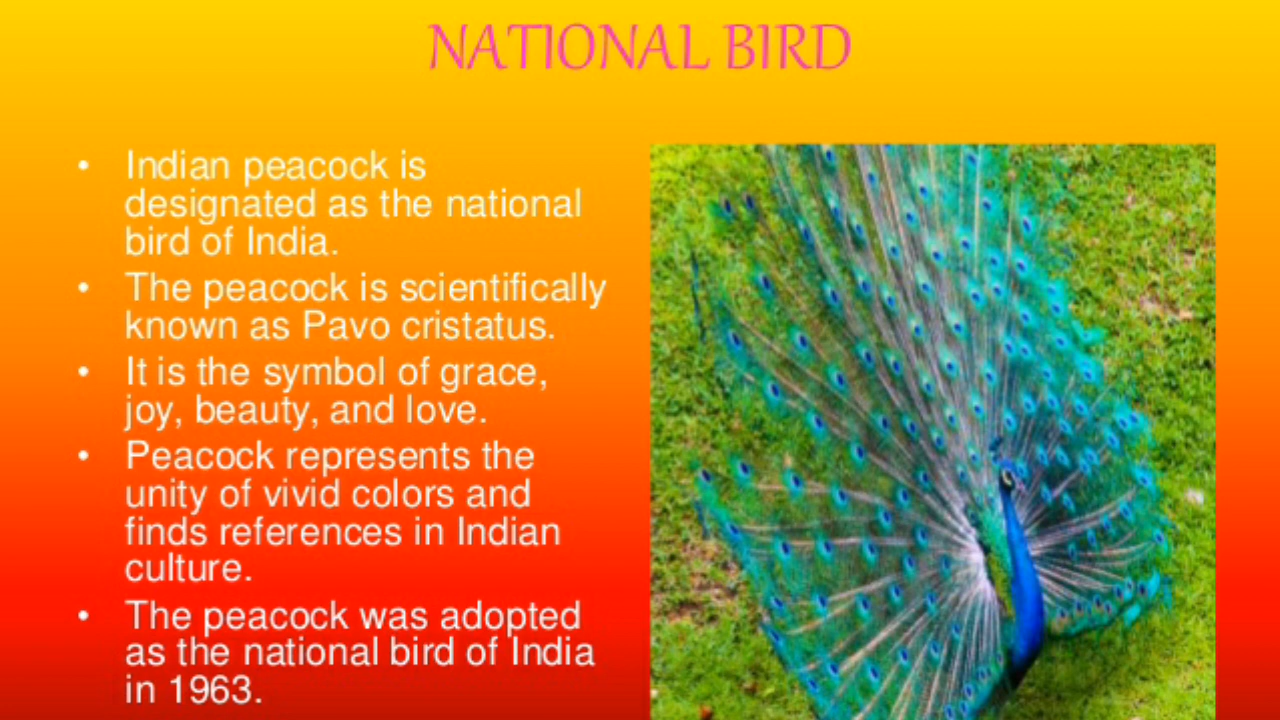 NATIONAL BIRD
• Indian peacock is
designated as the national
bird of India.
• The peacock is scientifically
known as Pavo cristatus.
• It is the symbol of grace,
joy, beauty, and love.
• Peacock represents the
unity of vivid colors and
finds references in Indian
culture.
• The peacock was adopted
as the national bird of India
in 1963.